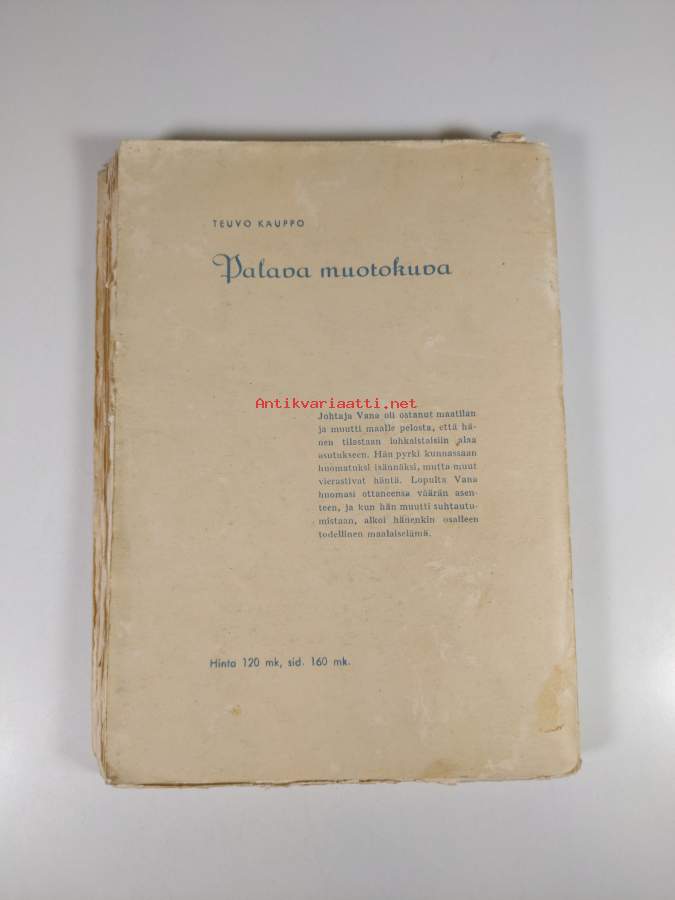 TEUVO KAUPPO
Palava muotokuva
Antikvariaatti.net
Johtaja Vana oli ostanut maatilan
ja muutti maalle pelosta, että hä-
nen tilastaan lohkaistaisiin alaa
asutukseen. Hän pyrki kunnassaan
huomatuksi isännäksi, mutta muut
vierastivat häntä. Lopulta Vana
huomasi ottaneensa väärän asen-
teen, ja kun hän muutti suhtautu-
mistaan, alkoi hänenkin osalleen
todellinen maalaiselämä.
Hinta 120 mk, sid. 160 mk.